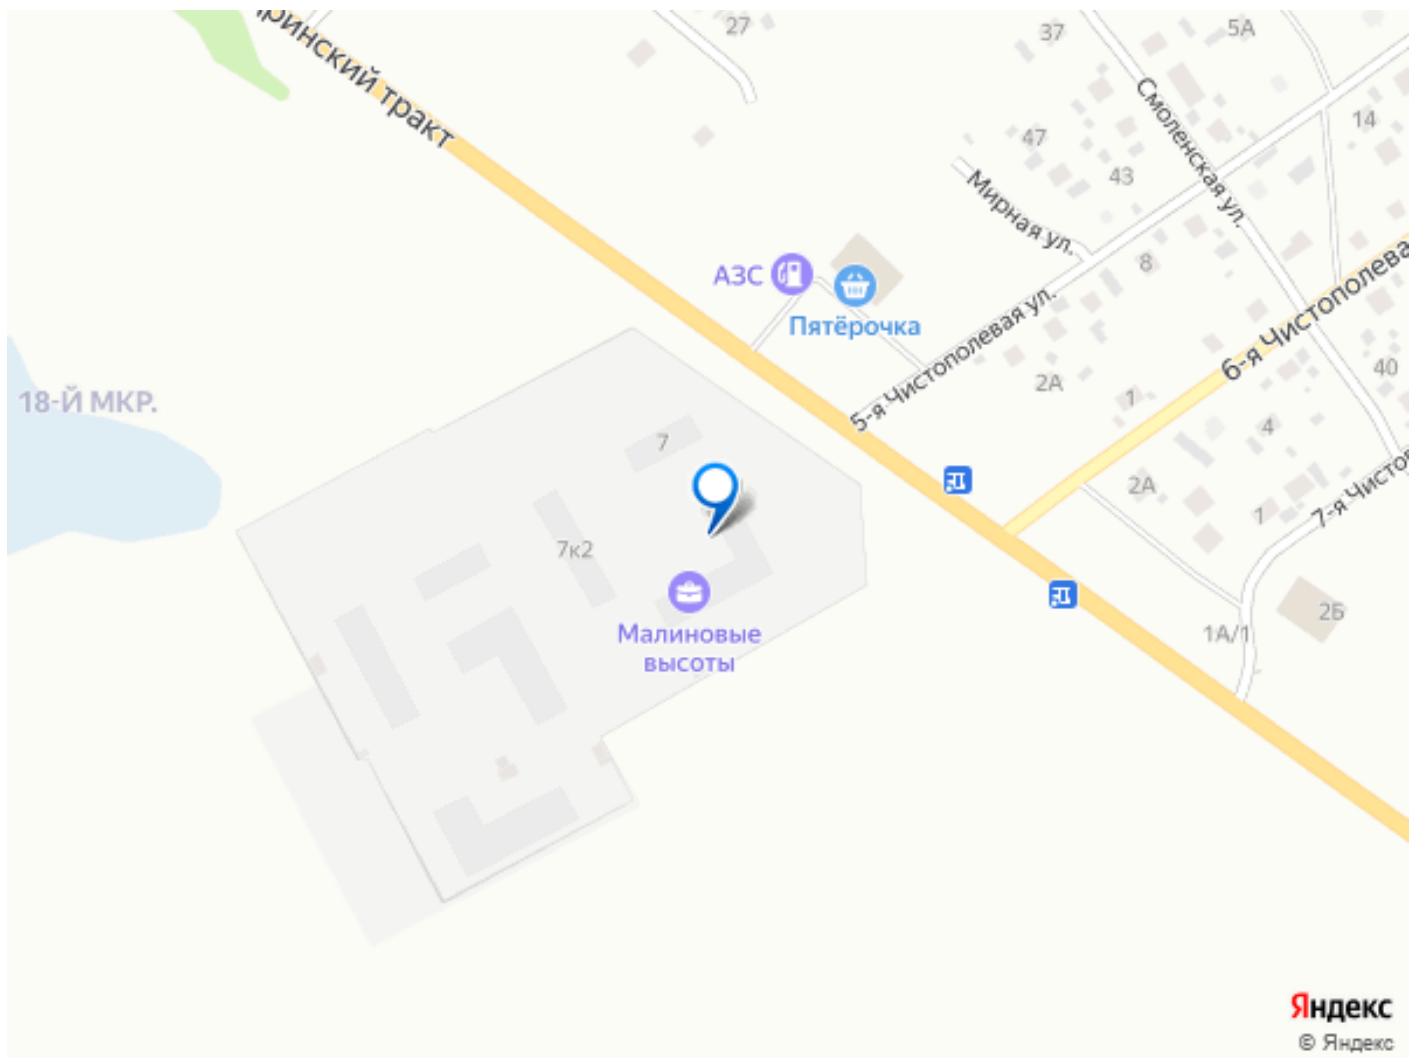 27
37
5А
14
47
43
Смоленская ул.
Мирная ул.
8
АЗС
Пятёрочка
5-я Чистополевая ул.
2А
1
6-я Чистополева
40
4
2А
1
7-я Чистоп
18-Й МКР.
7
7к2
Малиновые
высоты
2Б
1А/1
ринский тракт
Яндекс
© Яндекс